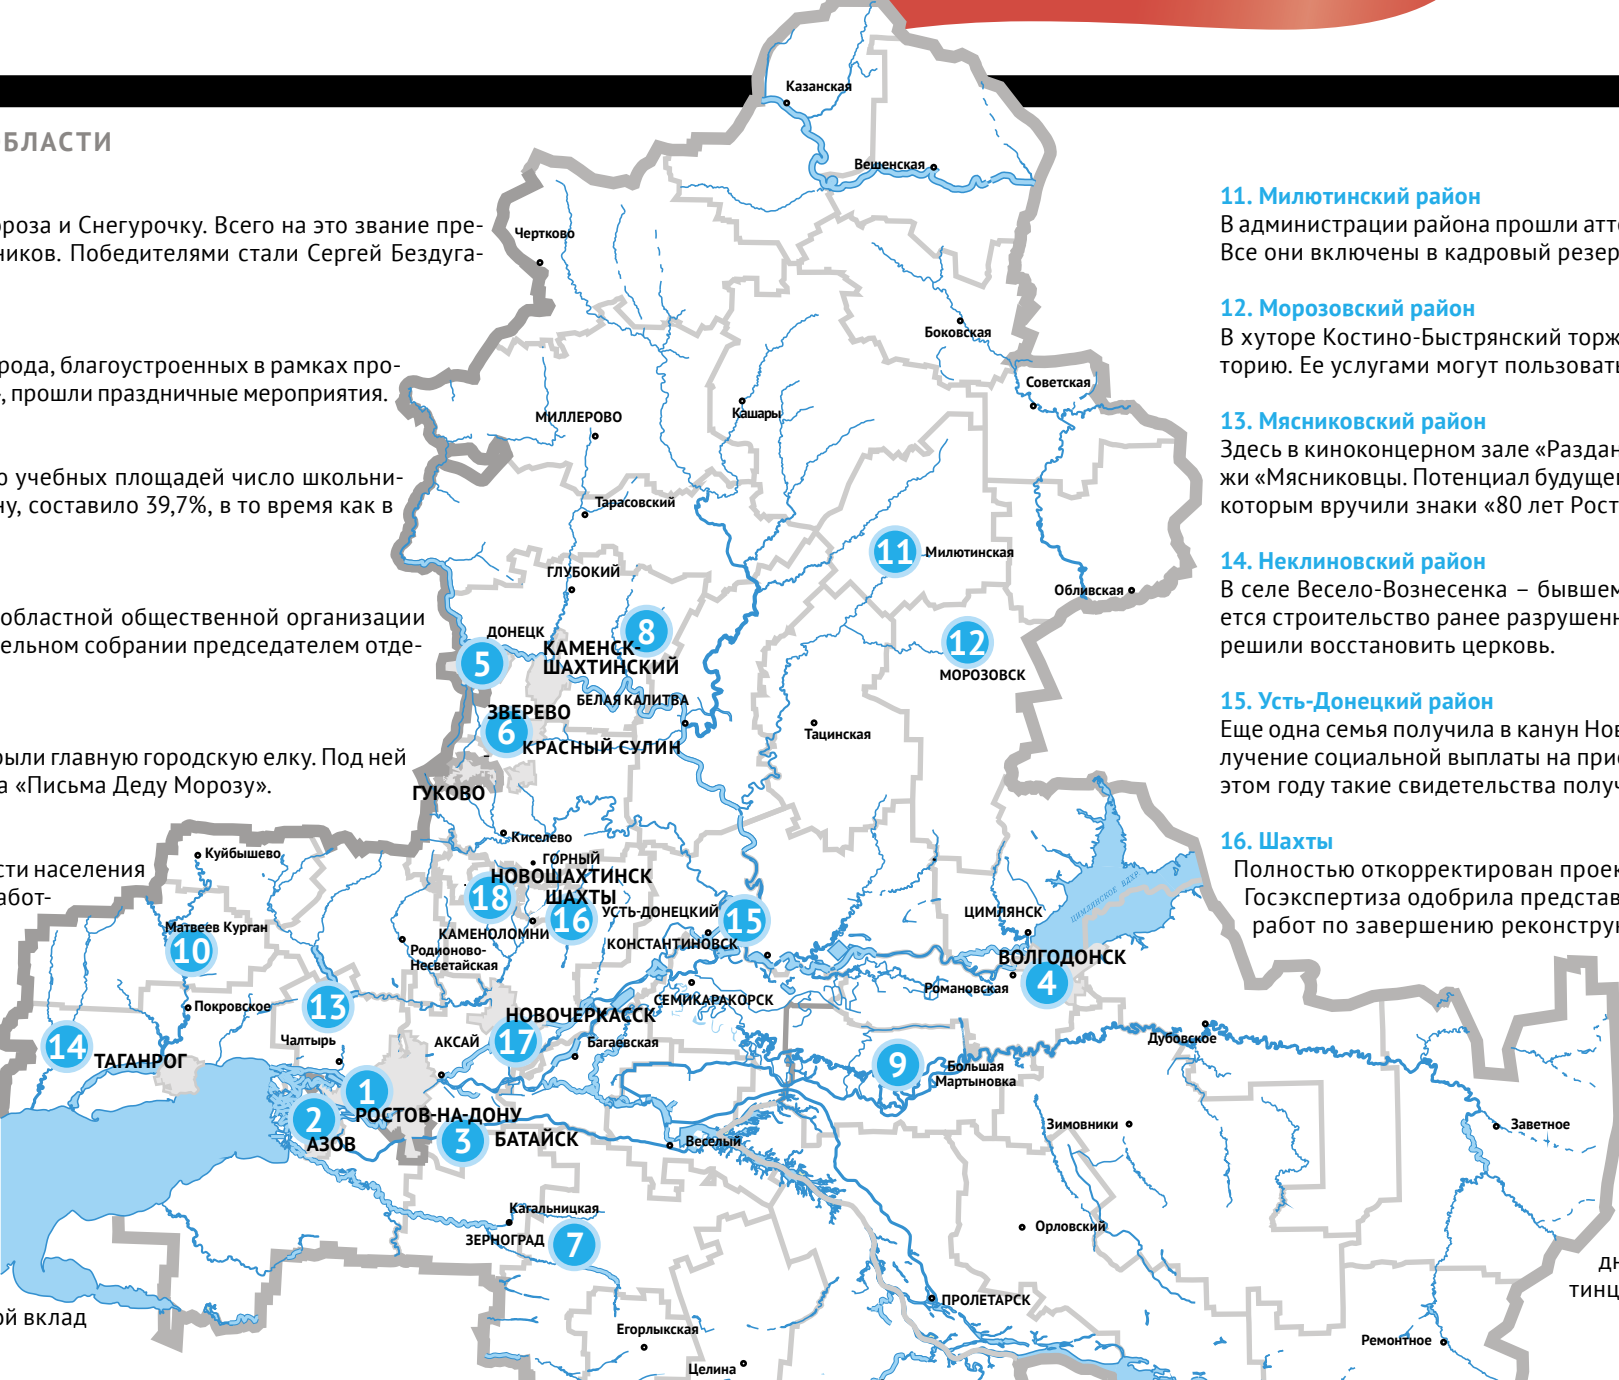 БЛАСТИ
роза и Снегурочку. Всего на это звание пре-
ников. Победителями стали Сергей Бездуга-
рода, благоустроенных в рамках про-
, прошли праздничные мероприятия.
учебных площадей число школьни-
ну, составило 39,7%, в то время как в
областной общественной организации
ельном собрании председателем отде-
рыли главную городскую елку. Под ней
а «Письма Деду Морозу».
сти населения
абот-
ой вклад
11. Милютинский район
В администрации района прошли атт
Все они включены в кадровый резер
12. Морозовский район
В хуторе Костино-Быстрянский торж
торию. Ее услугами могут пользоват
13. Мясниковский район
Здесь в киноконцертном зале «Раздан
жи «Мясниковцы. Потенциал будуще
которым вручили знаки «80 лет Рост
14. Неклиновский район
В селе Весело-Вознесенка – бывшем
ется строительство ранее разрушенн
решили восстановить церковь.
15. Усть-Донецкий район
Еще одна семья получила в канун Нов
лучение социальной выплаты на прио
этом году такие свидетельства получ
16. Шахты
Полностью откорректирован проек
Госэкспертиза одобрила представ
работ по завершению реконстру
дн
тинц
Казанская
Вешенская
Чертково
Боковская
Советская
МИЛЛЕРОВО
Кашары
Тарасовский
11
Милютинская
ГЛУБОКИЙ
Обливская
ДОНЕЦК
8
5
КАМЕНСК-
ШАХТИНСКИЙ
12
МОРОЗОВСК
БЕЛАЯ КАЛИТВА
ЗВЕРЕВО
6
КРАСНЫЙ СУЛИН
Тацинская
ГУКОВО
Киселево
Куйбышево
ГОРНЫЙ
НОВОШАХТИНСК
18
ШАХТЫ
16
УСТЬ-ДОНЕЦКИЙ
15
ЦИМЛЯНСКОЕ ВДХР.
ЦИМЛЯНСК
Матвеев Курган
10
КАМЕНОЛОМНИ
КОНСТАНТИНОВСК
Родионово-
Несветайская
ВОЛГОДОНСК
4
Романовская
СЕМИКАРАКОРСК
Покровское
13
НОВОЧЕРКАССК
Чалтырь
АКСАЙ
17
Багаевская
Дубовское
14
ТАГАНРОГ
9
Большая
Мартыновка
1
РОСТОВ-НА-ДОНУ
2
АЗОВ
3
БАТАЙСК
Веселый
Зимовники
Заветное
Кагальницкая
ЗЕРНОГРАД
7
Орловский
ПРОЛЕТАРСК
Егорлыкская
Целина
Ремонтное